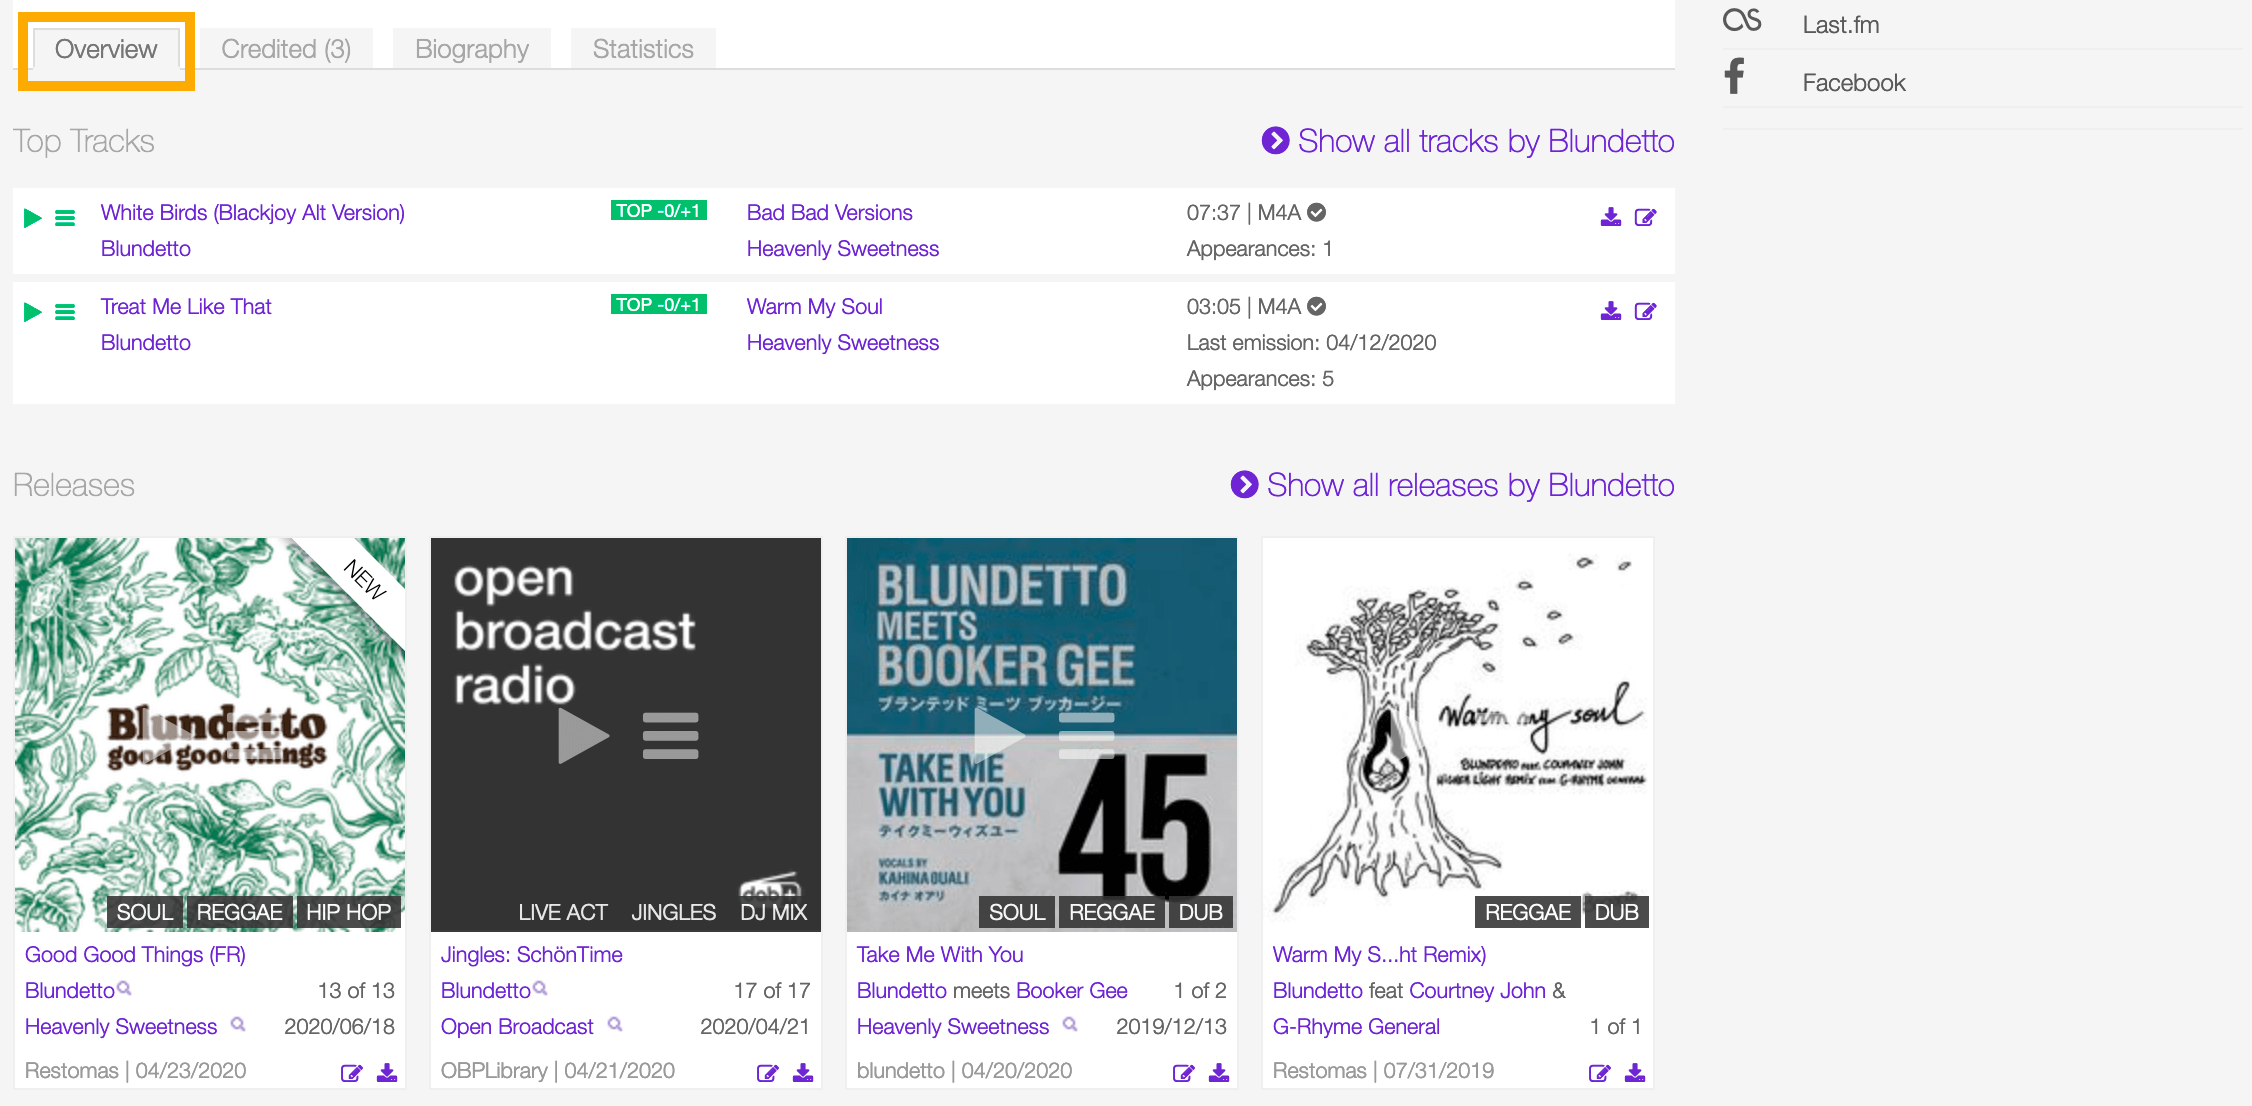 Overview
Credited (3)
Biography
Statistics
Last.fm
Facebook
Top Tracks
Show all tracks by Blundetto
White Birds (Blackjoy Alt Version)
TOP -0/+1
Bad Bad Versions
07:37 | M4A
Blundetto
Heavenly Sweetness
Appearances: 1
Treat Me Like That
TOP -0/+1
Warm My Soul
03:05 | M4A
Blundetto
Heavenly Sweetness
Last emission: 04/12/2020
Appearances: 5
Releases
Show all releases by Blundetto
NEW
Blundetto
good good things
SOUL REGGAE HIP HOP
Good Good Things (FR)
Blundetto 13 of 13
Heavenly Sweetness 2020/06/18
Restomas | 04/23/2020
open
broadcast
radio
dab+
LIVE ACT JINGLES DJ MIX
Jingles: SchönTime
Blundetto 17 of 17
Open Broadcast 2020/04/21
OBPLibrary | 04/21/2020
BLUNDETTO
MEETS
BOOKER GEE
ブランテッド ミーツ ブッカージー
TAKE ME
WITH YOU
テイクミーウィズユー
45
VOCALS BY
KAHINA OUALI
カイナ オアリ
SOUL REGGAE DUB
Take Me With You
Blundetto meets Booker Gee 1 of 2
Heavenly Sweetness 2019/12/13
blundetto | 04/20/2020
Warm my soul
BLUNDETTO FEAT. COURTNEY JOHN
HIGHER LIGHT REMIX FEAT G-RHYME GENERAL
REGGAE DUB
Warm My S...ht Remix)
Blundetto feat Courtney John &
G-Rhyme General 1 of 1
Restomas | 07/31/2019